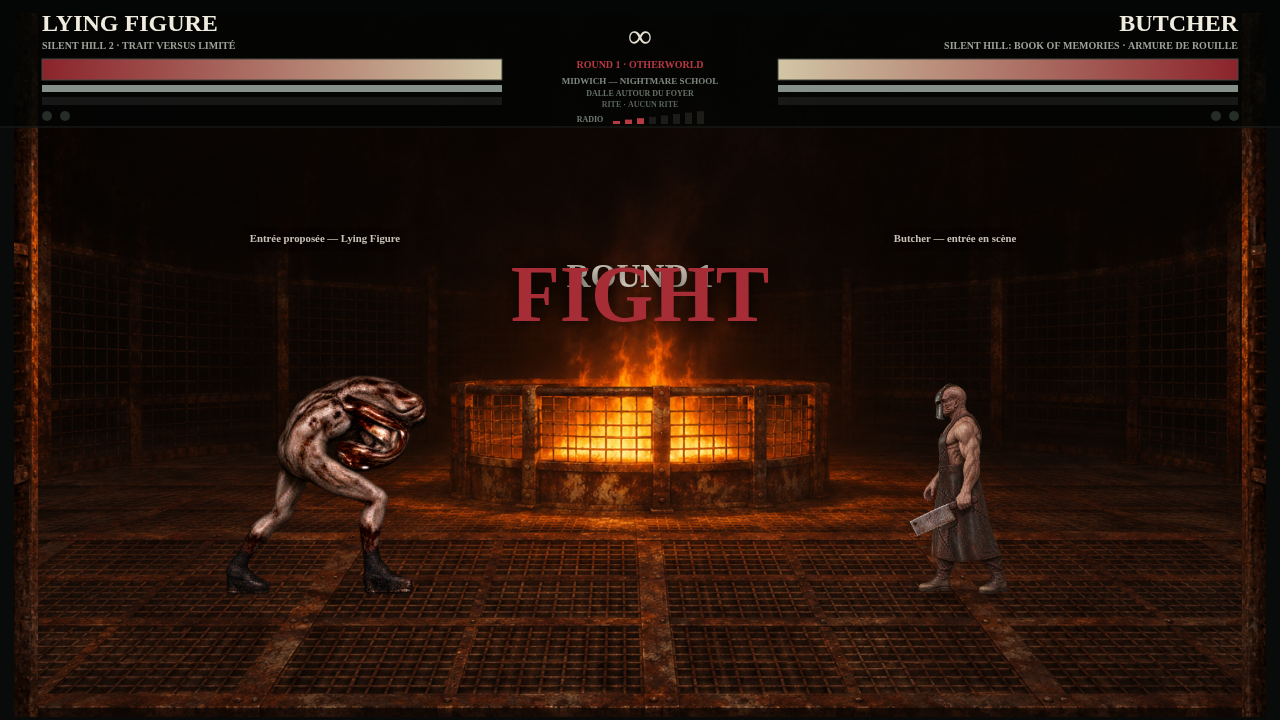 LYING FIGURE
SILENT HILL 2 · TRAIT VERSUS LIMITÉ
∞
ROUND 1 · OTHERWORLD
MIDWICH — NIGHTMARE SCHOOL
DALLE AUTOUR DU FOYER
RITE · AUCUN RITE
RADIO
BUTCHER
SILENT HILL: BOOK OF MEMORIES · ARMURE DE ROUILLE
Entrée proposée — Lying Figure
Butcher — entrée en scène
ROUND 1
FIGHT